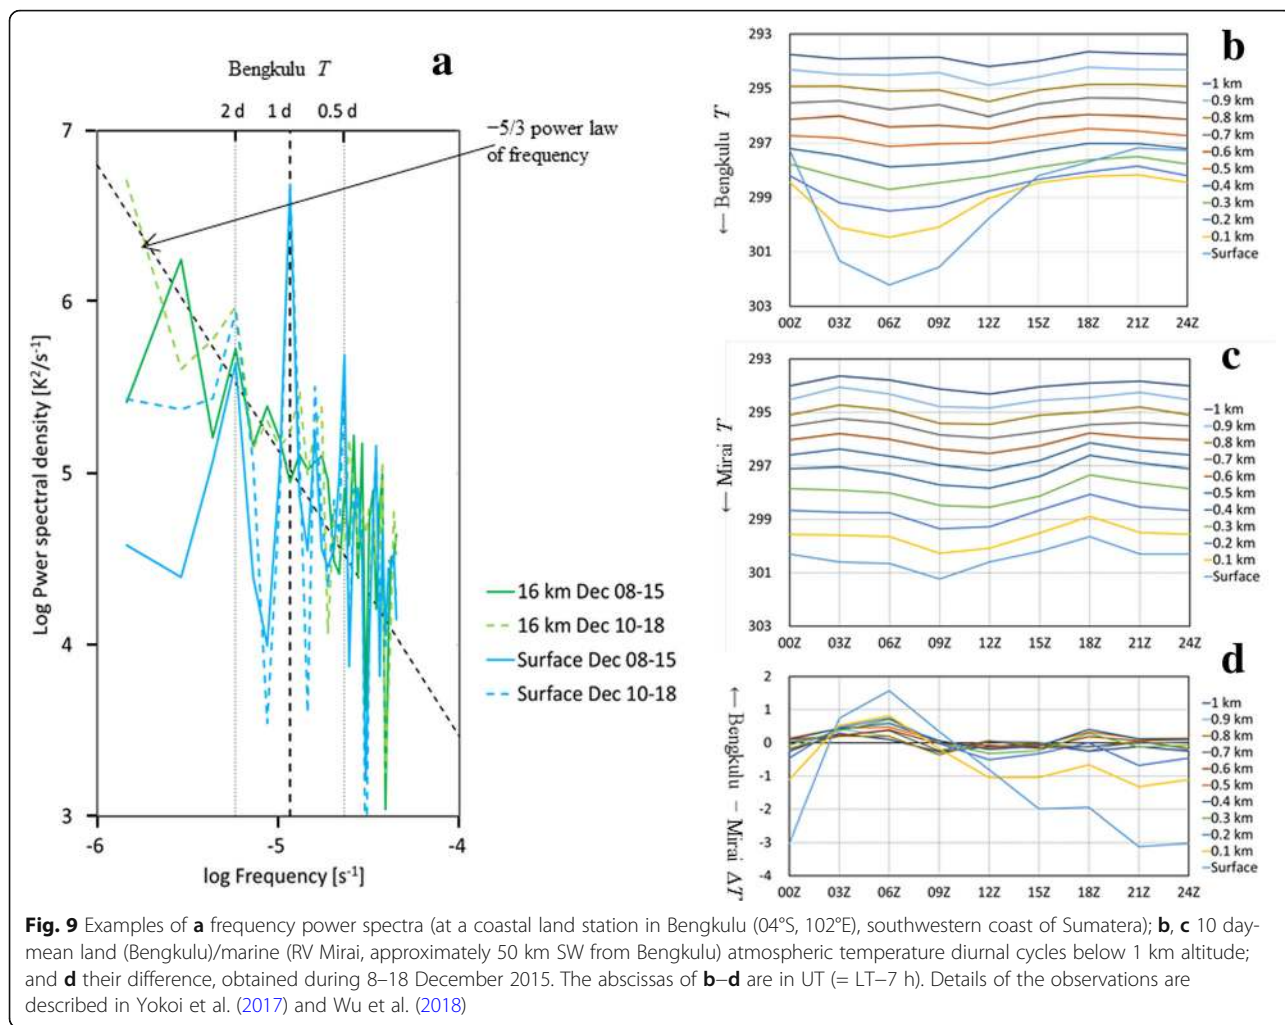 a
Bengkulu T
2 d
1 d
0.5 d
−5/3 power law
of frequency
7
6
5
4
3
-6
-5
-4
Log Power spectral density [K²/s⁻¹]
log Frequency [s⁻¹]
16 km Dec 08-15
16 km Dec 10-18
Surface Dec 08-15
Surface Dec 10-18
b
← Bengkulu T
293
295
297
299
301
303
00Z 03Z 06Z 09Z 12Z 15Z 18Z 21Z 24Z
1 km
0.9 km
0.8 km
0.7 km
0.6 km
0.5 km
0.4 km
0.3 km
0.2 km
0.1 km
Surface
c
← Mirai T
293
295
297
299
301
303
00Z 03Z 06Z 09Z 12Z 15Z 18Z 21Z 24Z
1 km
0.9 km
0.8 km
0.7 km
0.6 km
0.5 km
0.4 km
0.3 km
0.2 km
0.1 km
Surface
d
← Bengkulu − Mirai ΔT
2
1
0
-1
-2
-3
-4
00Z 03Z 06Z 09Z 12Z 15Z 18Z 21Z 24Z
1 km
0.9 km
0.8 km
0.7 km
0.6 km
0.5 km
0.4 km
0.3 km
0.2 km
0.1 km
Surface
Fig. 9 Examples of a frequency power spectra (at a coastal land station in Bengkulu (04°S, 102°E), southwestern coast of Sumatera); b, c 10 day-
mean land (Bengkulu)/marine (RV Mirai, approximately 50 km SW from Bengkulu) atmospheric temperature diurnal cycles below 1 km altitude;
and d their difference, obtained during 8–18 December 2015. The abscissas of b–d are in UT (= LT−7 h). Details of the observations are
described in Yokoi et al. (2017) and Wu et al. (2018)